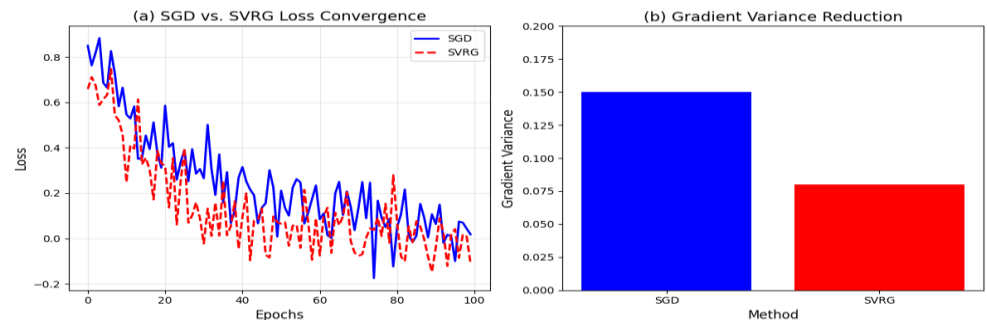 (a) SGD vs. SVRG Loss Convergence
SGD
SVRG
0.8
0.6
0.4
0.2
0.0
−0.2
Loss
0 20 40 60 80 100
Epochs
(b) Gradient Variance Reduction
0.200
0.175
0.150
0.125
0.100
0.075
0.050
0.025
0.000
Gradient Variance
SGD SVRG
Method